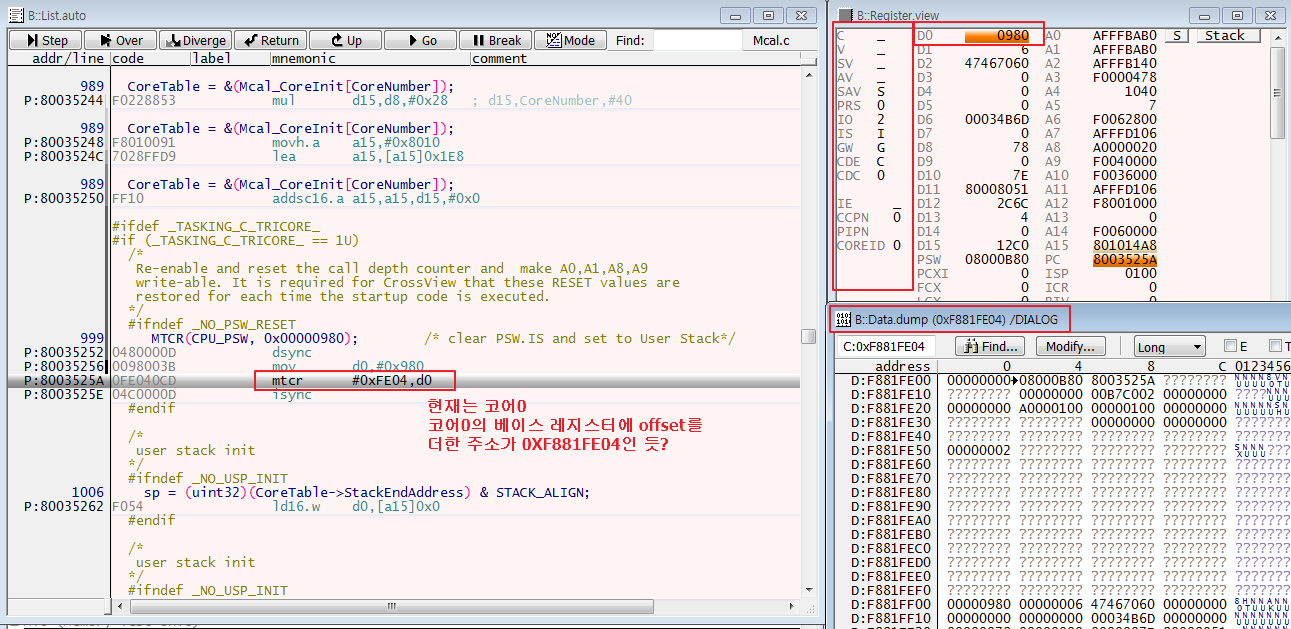 B::List.auto
Step Over Diverge Return Up Go Break Mode Find: Mcal.c
addr/line code label mnemonic comment
989 CoreTable = &(Mcal_CoreInit[CoreNumber]);
P:80035244 F0228853 mul d15,d8,#0x28 ; d15,CoreNumber,#40
989 CoreTable = &(Mcal_CoreInit[CoreNumber]);
P:80035248 F8010091 movh.a a15,#0x8010
P:8003524C 7028FFD9 lea a15,[a15]0x1E8
989 CoreTable = &(Mcal_CoreInit[CoreNumber]);
P:80035250 FF10 addsc16.a a15,a15,d15,#0x0
#ifdef _TASKING_C_TRICORE_
#if (_TASKING_C_TRICORE_ == 1U)
/*
Re-enable and reset the call depth counter and make A0,A1,A8,A9
write-able. It is required for CrossView that these RESET values are
restored for each time the startup code is executed.
*/
#ifndef _NO_PSW_RESET
999 MTCR(CPU_PSW, 0x00000980); /* clear PSW.IS and set to User Stack*/
P:80035252 0480000D dsync
P:80035256 0098003B mov d0,#0x980
P:8003525A 0FE040CD mtcr #0xFE04,d0
P:8003525E 04C0000D isync
#endif
현재는 코어0
코어0의 베이스 레지스터에 offset를
더한 주소가 0XF881FE04인 듯?
/*
user stack init
*/
#ifndef _NO_USP_INIT
1006 sp = (uint32)(CoreTable->StackEndAddress) & STACK_ALIGN;
P:80035262 F054 ld16.w d0,[a15]0x0
#endif
/*
user stack init
*/
#ifndef _NO_USP_INIT
B::Register.view
C _ D0 0980 A0 AFFFBAB0 S Stack
V _ D1 6 A1 AFFFBAB0
SV _ D2 47467060 A2 AFFFB140
AV _ D3 0 A3 F0000478
SAV S D4 0 A4 1040
PRS 0 D5 0 A5 7
IO 2 D6 00034B6D A6 F0062800
IS I D7 0 A7 AFFFD106
GW G D8 78 A8 A0000020
CDE C D9 0 A9 F0040000
CDC 0 D10 7E A10 F0036000
D11 80008051 A11 AFFFD106
IE _ D12 2C6C A12 F8001000
CCPN 0 D13 4 A13 0
PIPN D14 0 A14 F0060000
COREID 0 D15 12C0 A15 801014A8
PSW 08000B80 PC 8003525A
PCXI 0 ISP 0100
FCX 0 ICR 0
B::Data.dump (0xF881FE04) /DIALOG
C:0xF881FE04 Find... Modify... Long E
address 0 4 8 C 0123456
D:F881FE00 00000000 08000B80 8003525A ????????
D:F881FE10 ???????? 00000000 00B7C002 00000000
D:F881FE20 00000000 A0000100 00000100 00000000
D:F881FE30 ???????? ???????? 00000000 00000000
D:F881FE40 ???????? ???????? ???????? ????????
D:F881FE50 00000002 ???????? ???????? ????????
D:F881FE60 ???????? ???????? ???????? ????????
D:F881FE70 ???????? ???????? ???????? ????????
D:F881FE80 ???????? ???????? ???????? ????????
D:F881FE90 ???????? ???????? ???????? ????????
D:F881FEA0 ???????? ???????? ???????? ????????
D:F881FEB0 ???????? ???????? ???????? ????????
D:F881FEC0 ???????? ???????? ???????? ????????
D:F881FED0 ???????? ???????? ???????? ????????
D:F881FEE0 ???????? ???????? ???????? ????????
D:F881FEF0 ???????? ???????? ???????? ????????
D:F881FF00 00000980 00000006 47467060 00000000
D:F881FF10 00000000 00000000 00034B6D 00000000